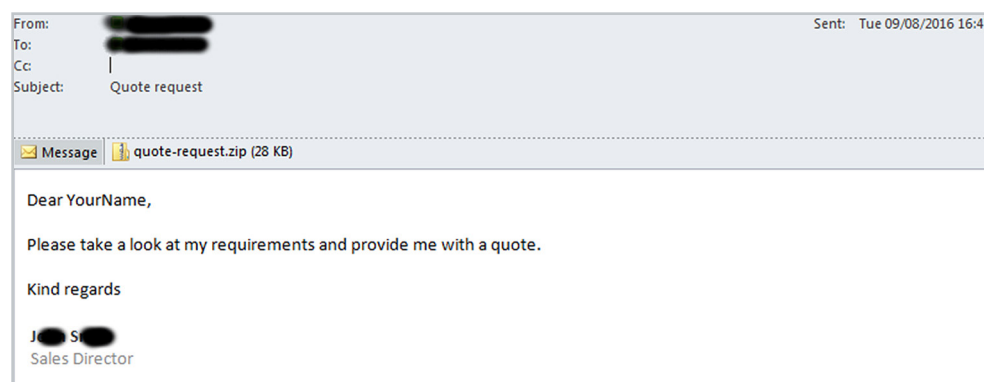 From:
Sent: Tue 09/08/2016 16:4
To:
Cc:
Subject: Quote request
Message quote-request.zip (28 KB)
Dear YourName,
Please take a look at my requirements and provide me with a quote.
Kind regards
J S
Sales Director